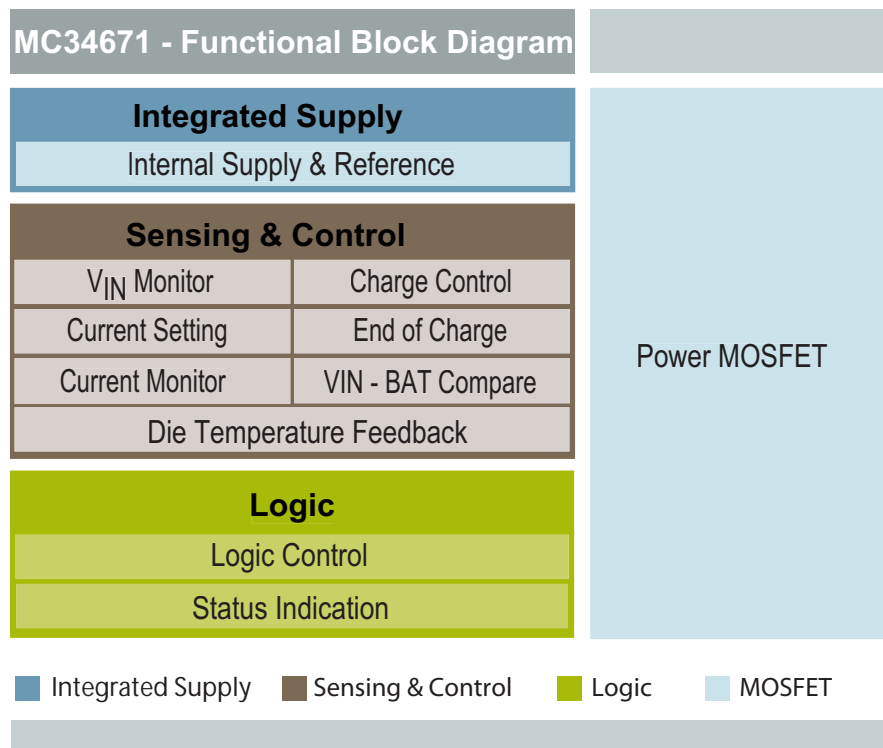 MC34671 - Functional Block Diagram
Integrated Supply
Internal Supply & Reference
Sensing & Control
VIN Monitor
Charge Control
Current Setting
End of Charge
Current Monitor
VIN - BAT Compare
Die Temperature Feedback
Logic
Logic Control
Status Indication
Power MOSFET
Integrated Supply
Sensing & Control
Logic
MOSFET